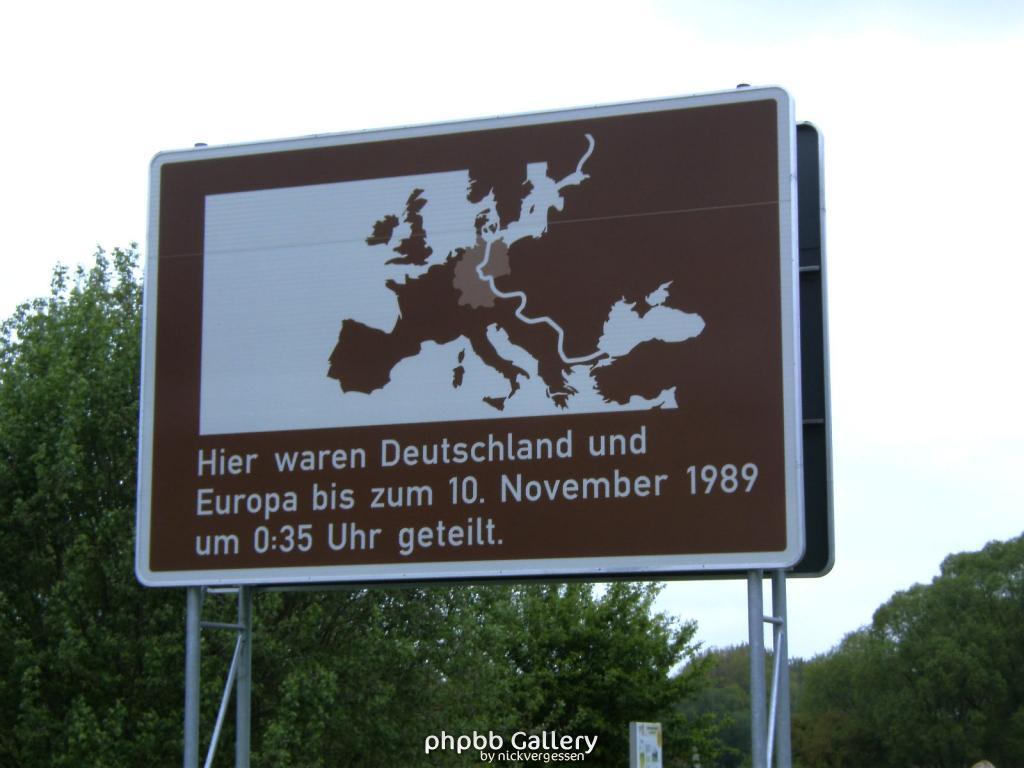 Hier waren Deutschland und
Europa bis zum 10. November 1989
um 0:35 Uhr geteilt.
phpbb Gallery
by nickvergessen